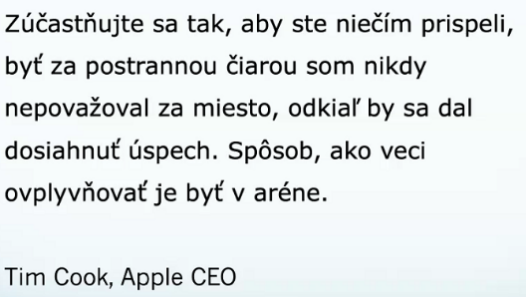 Zúčastňujte sa tak, aby ste niečím prispeli,
byť za postrannou čiarou som nikdy
nepovažoval za miesto, odkiaľ by sa dal
dosiahnuť úspech. Spôsob, ako veci
ovplyvňovať je byť v aréne.
Tim Cook, Apple CEO